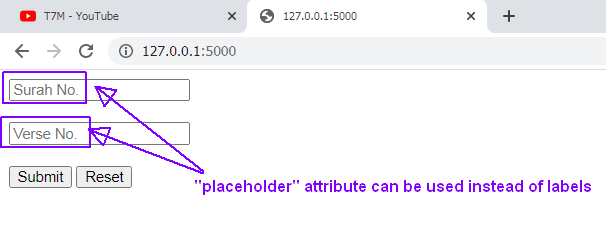 T7M - YouTube
127.0.0.1:5000
127.0.0.1:5000
Surah No.
Verse No.
Submit Reset
"placeholder" attribute can be used instead of labels